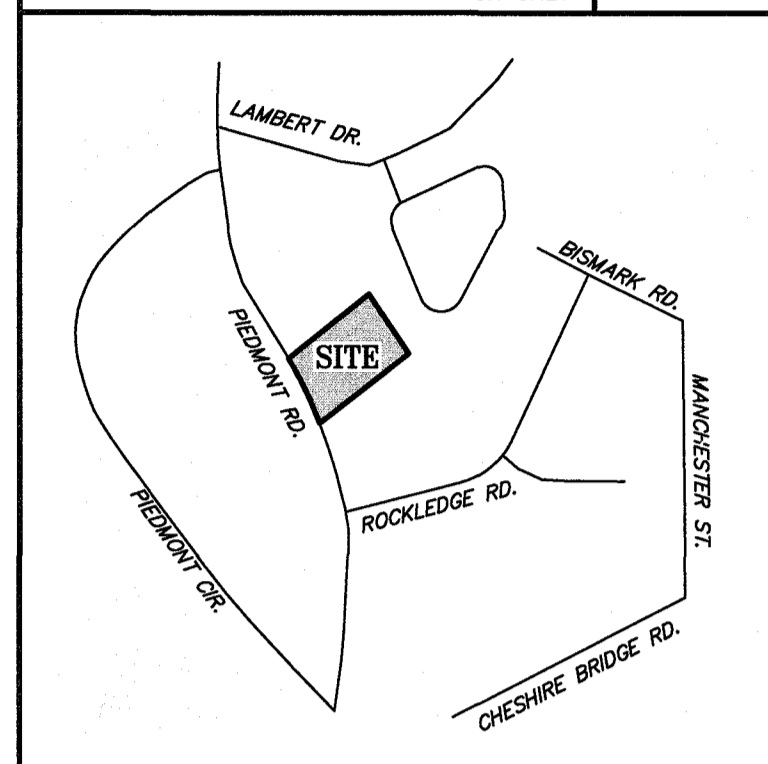 LAMBERT DR.
BISMARK RD.
PIEDMONT RD.
SITE
MANCHESTER ST.
ROCKLEDGE RD.
PIEDMONT CIR.
CHESHIRE BRIDGE RD.